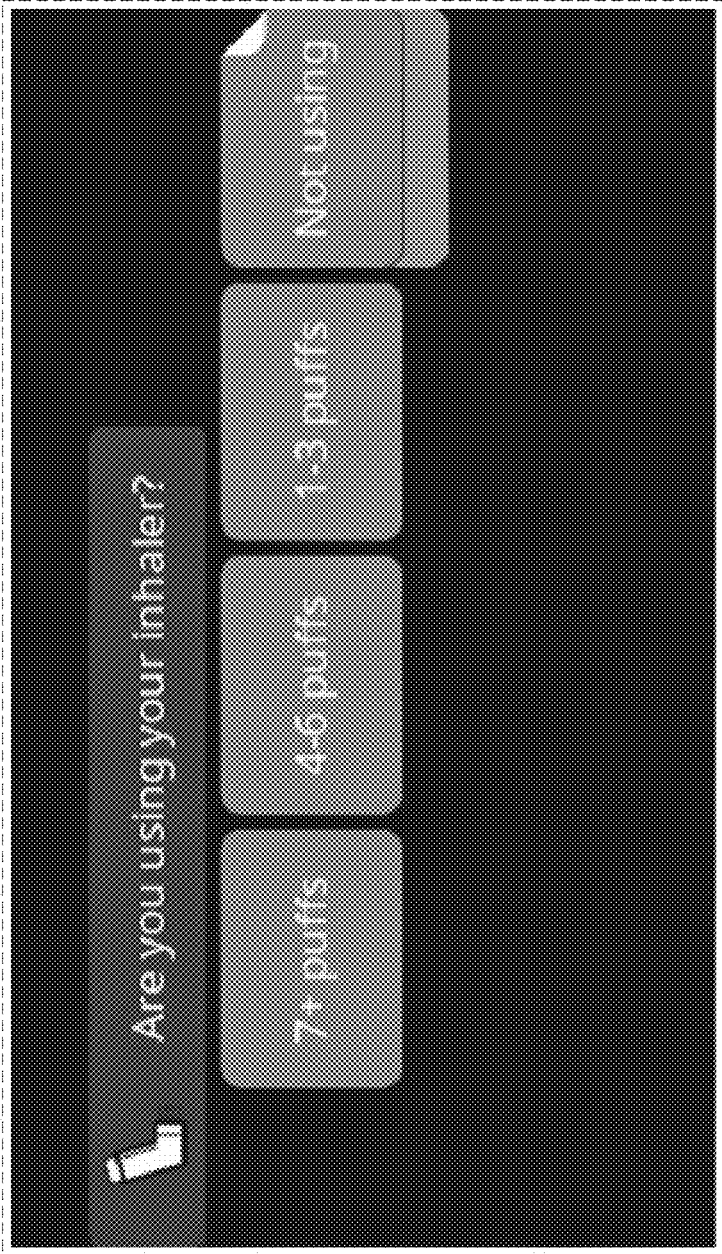 Are you using your inhaler?
7+ puffs
4-6 puffs
1-3 puffs
Not using